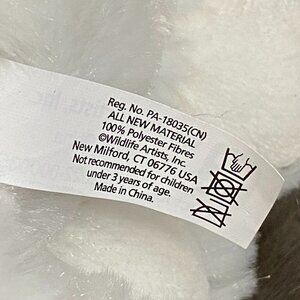 Reg. No. PA-18035(CN)
ALL NEW MATERIAL
100% Polyester Fibres
©Wildlife Artists, Inc.
New Milford, CT 06776 USA
Not recommended for children
under 3 years of age.
Made in China.